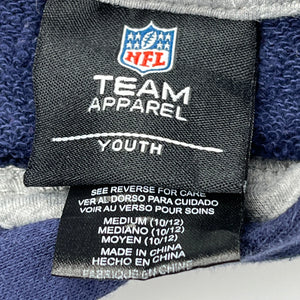 NFL
TEAM
APPAREL
YOUTH
SEE REVERSE FOR CARE
VER AL DORSO PARA CUIDADO
VOIR AU VERSO POUR SOINS
MEDIUM (10/12)
MEDIANO (10/12)
MOYEN (10/12)
MADE IN CHINA
HECHO EN CHINA
FABRIQUÉ EN CHINE